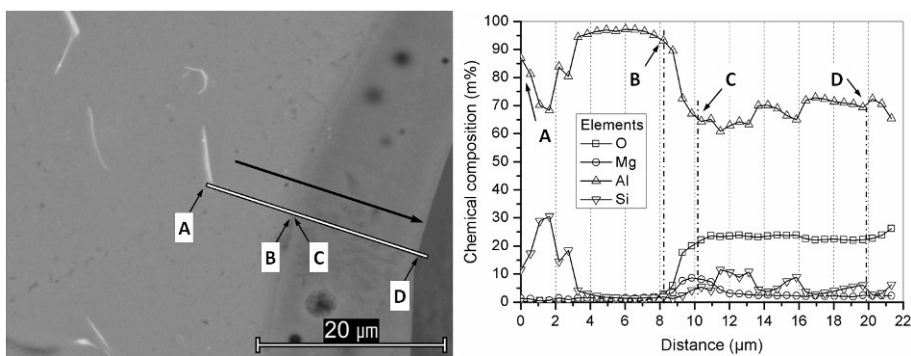 A
B
C
D
20 µm
Chemical composition (m%)
100
90
80
70
60
50
40
30
20
10
0
B
C
D
A
Elements
O
Mg
Al
Si
0 2 4 6 8 10 12 14 16 18 20 22
Distance (µm)